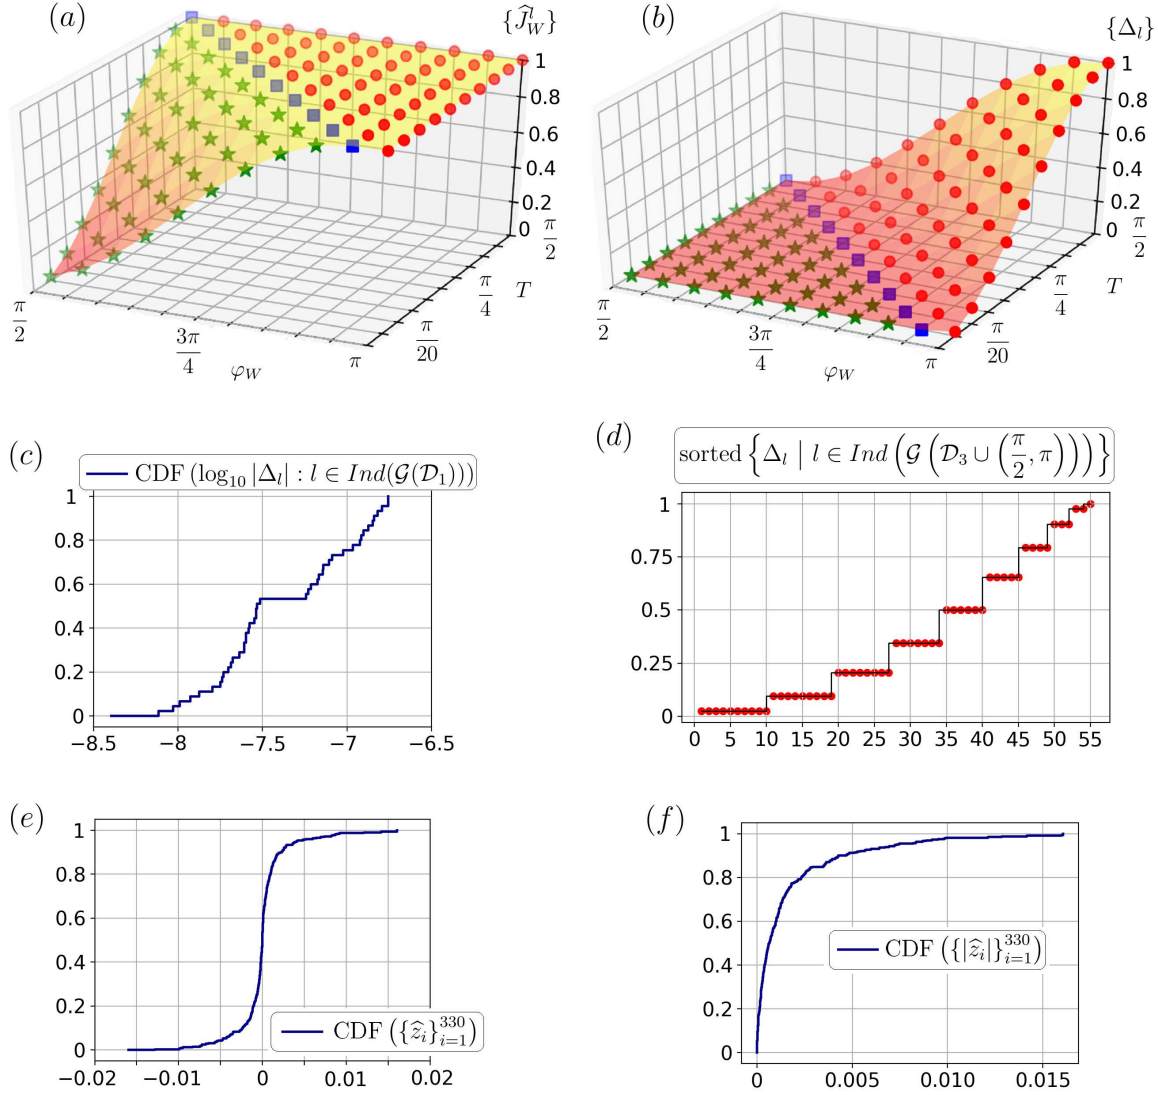 (a)
{Ĵ_W^l}
1
0.8
0.6
0.4
0.2
0
π/2
π/4
T
π/20
π/2
3π/4
π
φ_W
(b)
{Δ_l}
1
0.8
0.6
0.4
0.2
0
π/2
π/4
T
π/20
π/2
3π/4
π
φ_W
(c)
CDF (log₁₀ |Δ_l| : l ∈ Ind(𝒢(𝒟₁)))
1
0.8
0.6
0.4
0.2
0
−8.5 −8 −7.5 −7 −6.5
(d)
sorted {Δ_l | l ∈ Ind (𝒢 (𝒟₃ ∪ (π/2, π)))}
1
0.75
0.5
0.25
0
0 5 10 15 20 25 30 35 40 45 50 55
(e)
1
0.8
0.6
0.4
0.2
0
CDF ({ẑ_i}_{i=1}^{330})
−0.02 −0.01 0 0.01 0.02
(f)
1
0.8
0.6
0.4
0.2
0
CDF ({|ẑ_i|}_{i=1}^{330})
0 0.005 0.010 0.015